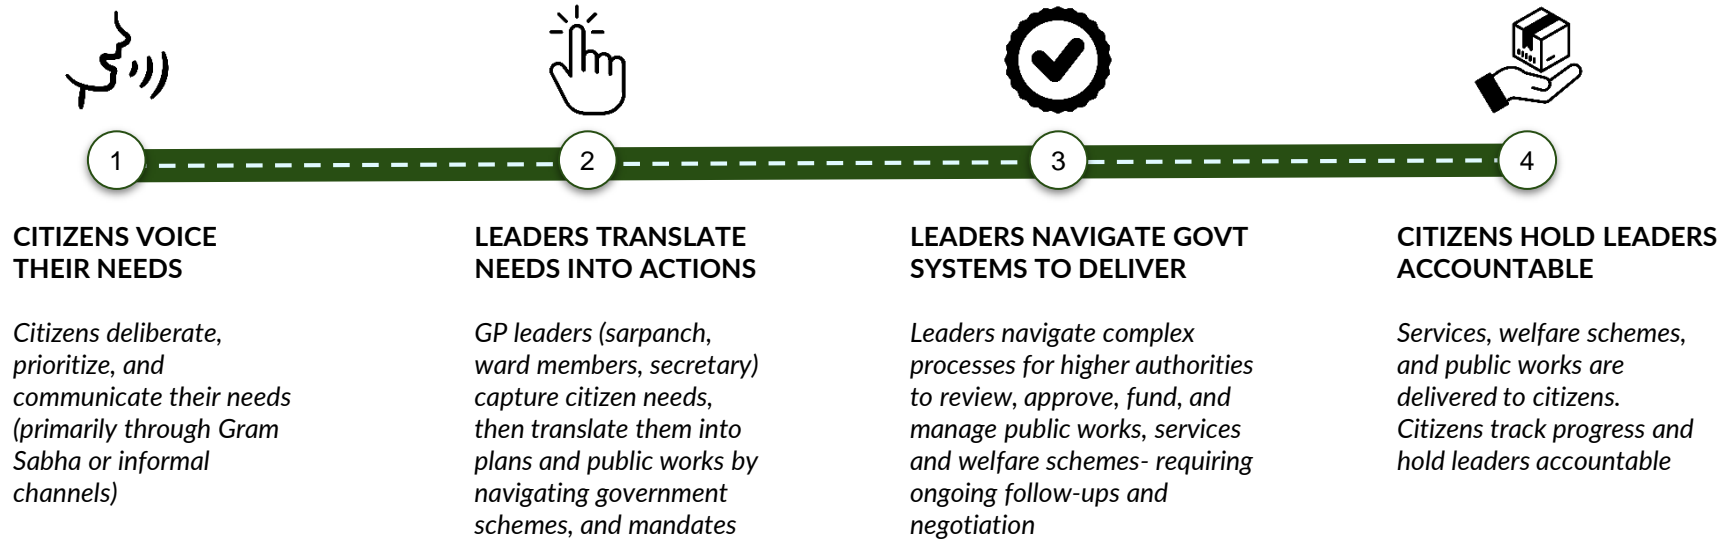 1
CITIZENS VOICE
THEIR NEEDS
Citizens deliberate,
prioritize, and
communicate their needs
(primarily through Gram
Sabha or informal
channels)
2
LEADERS TRANSLATE
NEEDS INTO ACTIONS
GP leaders (sarpanch,
ward members, secretary)
capture citizen needs,
then translate them into
plans and public works by
navigating government
schemes, and mandates
3
LEADERS NAVIGATE GOVT
SYSTEMS TO DELIVER
Leaders navigate complex
processes for higher authorities
to review, approve, fund, and
manage public works, services
and welfare schemes- requiring
ongoing follow-ups and
negotiation
4
CITIZENS HOLD LEADERS
ACCOUNTABLE
Services, welfare schemes,
and public works are
delivered to citizens.
Citizens track progress and
hold leaders accountable